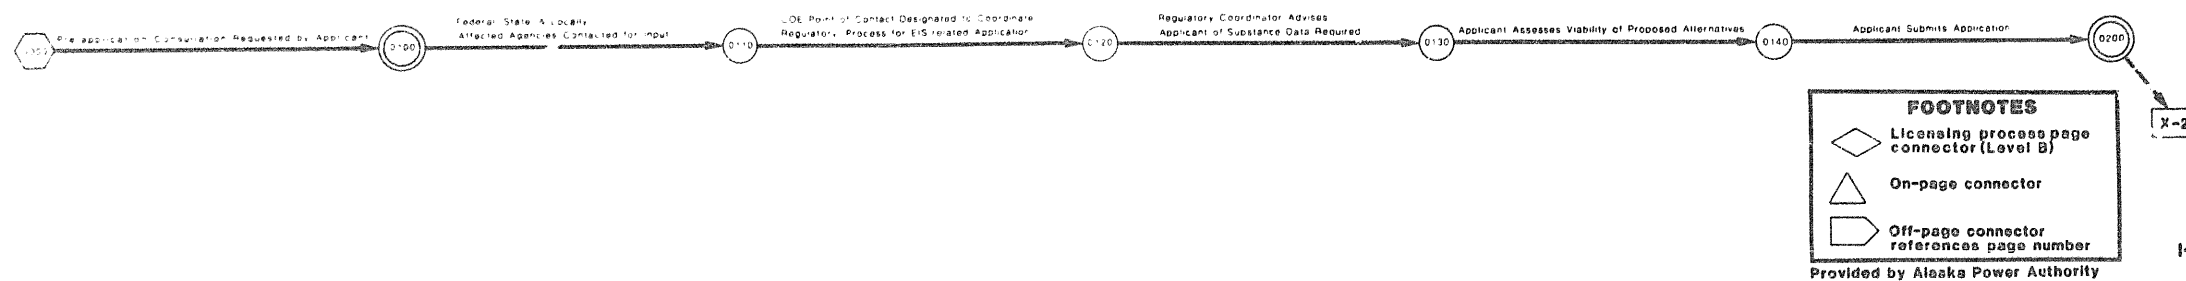 Pre-application Consultation Requested by Applicant
0100
Federal State & Locally
Affected Agencies Contacted for Input
0110
COE Point of Contact Designated to Coordinate
Regulatory Process for EIS related Application
0120
Regulatory Coordinator Advises
Applicant of Substance Data Required
0130
Applicant Assesses Viability of Proposed Alternatives
0140
Applicant Submits Application
0200
X-2
FOOTNOTES
Licensing process page
connector (Level B)
On-page connector
Off-page connector
references page number
Provided by Alaska Power Authority